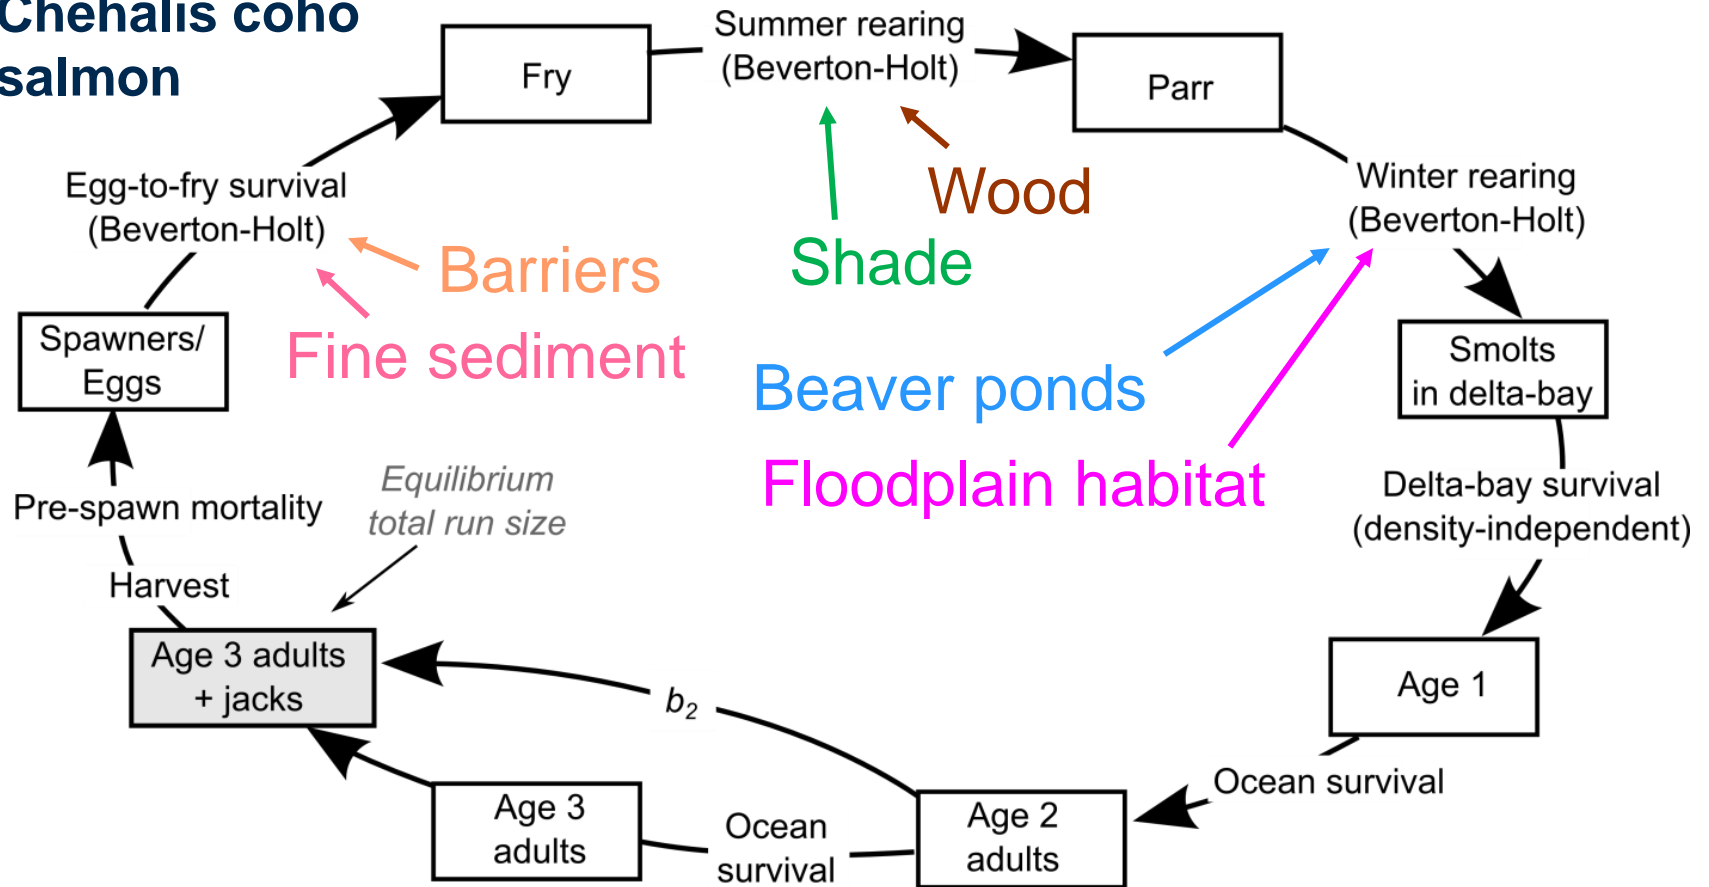 Chehalis coho
salmon
Fry
Summer rearing
(Beverton-Holt)
Parr
Egg-to-fry survival
(Beverton-Holt)
Wood
Shade
Barriers
Fine sediment
Winter rearing
(Beverton-Holt)
Beaver ponds
Floodplain habitat
Spawners/
Eggs
Smolts
in delta-bay
Pre-spawn mortality
Equilibrium
total run size
Delta-bay survival
(density-independent)
Harvest
Age 3 adults
+ jacks
b2
Age 1
Ocean survival
Age 3
adults
Ocean
survival
Age 2
adults